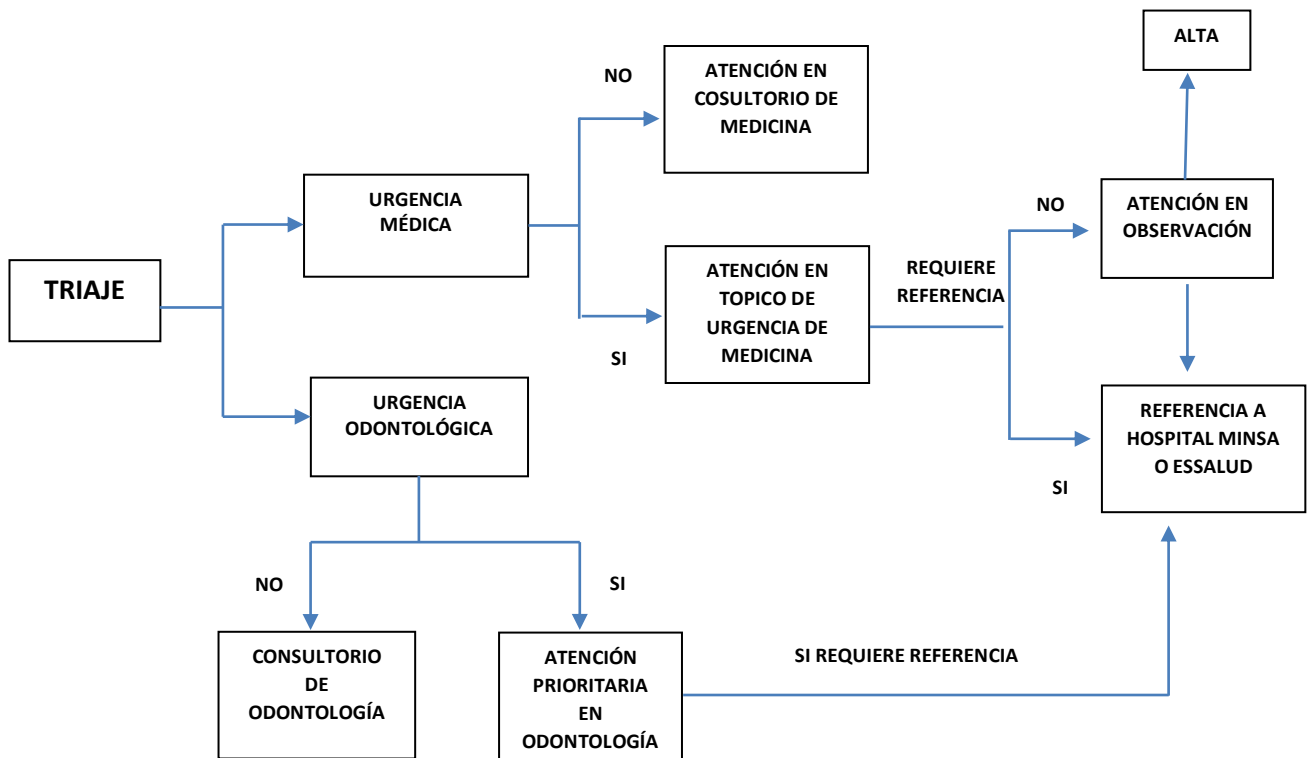 ALTA
NO
ATENCIÓN EN
COSULTORIO DE
MEDICINA
URGENCIA
MÉDICA
NO
ATENCIÓN EN
OBSERVACIÓN
TRIAJE
SI
ATENCIÓN EN
TOPICO DE
URGENCIA DE
MEDICINA
REQUIERE
REFERENCIA
URGENCIA
ODONTOLÓGICA
SI
REFERENCIA A
HOSPITAL MINSA
O ESSALUD
NO
SI
CONSULTORIO
DE
ODONTOLOGÍA
ATENCIÓN
PRIORITARIA
EN
ODONTOLOGÍA
SI REQUIERE REFERENCIA